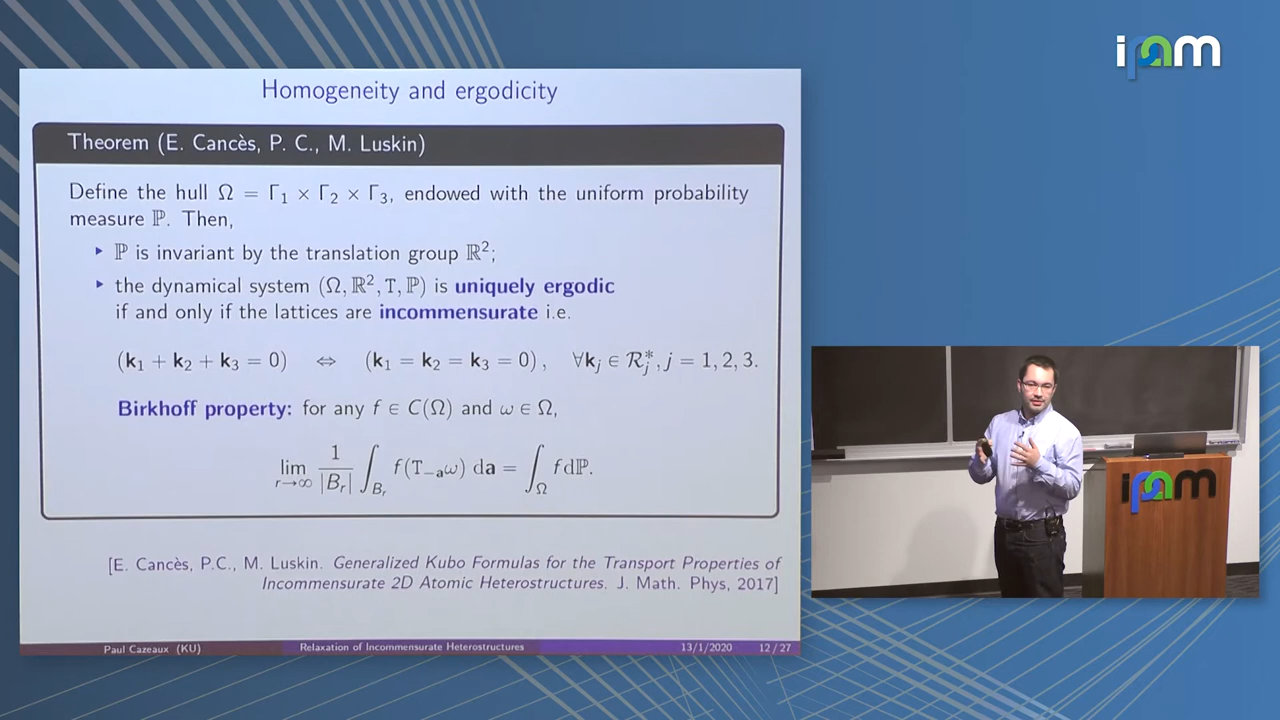 ipam
Homogeneity and ergodicity
Theorem (E. Cancès, P. C., M. Luskin)
Define the hull Ω = Γ₁ × Γ₂ × Γ₃, endowed with the uniform probability
measure ℙ. Then,
▸ ℙ is invariant by the translation group ℝ²;
▸ the dynamical system (Ω, ℝ², T, ℙ) is uniquely ergodic
if and only if the lattices are incommensurate i.e.
(k₁ + k₂ + k₃ = 0) ⇔ (k₁ = k₂ = k₃ = 0), ∀kⱼ ∈ ℛⱼ*, j = 1, 2, 3.
Birkhoff property: for any f ∈ C(Ω) and ω ∈ Ω,
lim_{r→∞} 1/|B_r| ∫_{B_r} f(T_{−a}ω) da = ∫_Ω f dℙ.
[E. Cancès, P.C., M. Luskin. Generalized Kubo Formulas for the Transport Properties of
Incommensurate 2D Atomic Heterostructures. J. Math. Phys, 2017]
Paul Cazeaux (KU) Relaxation of Incommensurate Heterostructures 13/1/2020 12 / 27
ipam